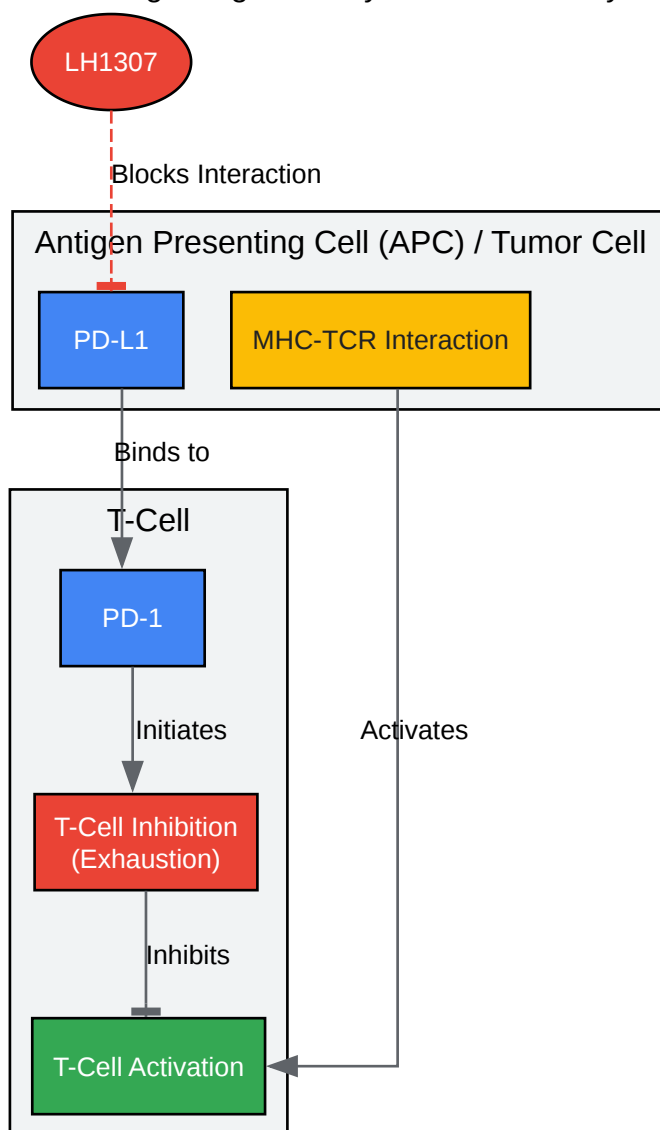 LH1307
Blocks Interaction
Antigen Presenting Cell (APC) / Tumor Cell
PD-L1
MHC-TCR Interaction
Binds to
T-Cell
PD-1
Initiates
Activates
T-Cell Inhibition
(Exhaustion)
Inhibits
T-Cell Activation